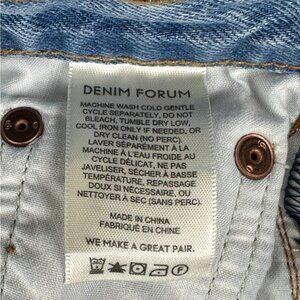 DENIM FORUM
MACHINE WASH COLD GENTLE
CYCLE SEPARATELY, DO NOT
BLEACH, TUMBLE DRY LOW,
COOL IRON ONLY IF NEEDED, OR
DRY CLEAN (NO PERC).
LAVER SÉPARÉMENT À LA
MACHINE À L'EAU FROIDE AU
CYCLE DÉLICAT, NE PAS
JAVELISER, SÉCHER À BASSE
TEMPÉRATURE, REPASSAGE
DOUX SI NÉCESSAIRE, OU
NETTOYER À SEC (SANS PERC).
MADE IN CHINA
FABRIQUÉ EN CHINE
WE MAKE A GREAT PAIR.